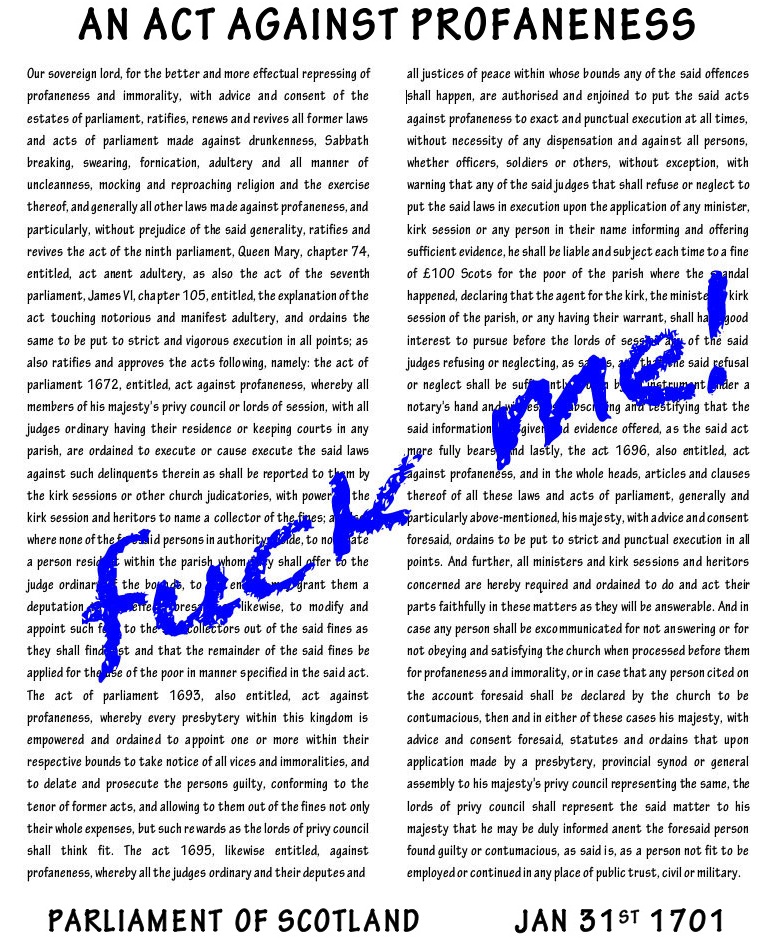 AN ACT AGAINST PROFANENESS
Our sovereign lord, for the better and more effectual repressing of
profaneness and immorality, with advice and consent of the
estates of parliament, ratifies, renews and revives all former laws
and acts of parliament made against drunkenness, Sabbath
breaking, swearing, fornication, adultery and all manner of
uncleanness, mocking and reproaching religion and the exercise
thereof, and generally all other laws made against profaneness, and
particularly, without prejudice of the said generality, ratifies and
revives the act of the ninth parliament, Queen Mary, chapter 74,
entitled, act anent adultery, as also the act of the seventh
parliament, James VI, chapter 105, entitled, the explanation of the
act touching notorious and manifest adultery, and ordains the
same to be put to strict and vigorous execution in all points; as
also ratifies and approves the acts following, namely: the act of
parliament 1672, entitled, act against profaneness, whereby all
members of his majesty's privy council or lords of session, with all
judges ordinary having their residence or keeping courts in any
parish, are ordained to execute or cause execute the said laws
against such delinquents therein as shall be reported to them by
the kirk sessions or other church judicatories, with power the
kirk session and heritors to name a collector of the fines;
where none of the persons in authority to
a person within the parish whom shall offer to the
judge ordinary the bounds, to grant them a
deputation likewise, to modify and
appoint such to the collectors out of the said fines as
they shall find and that the remainder of the said fines be
applied for the use of the poor in manner specified in the said act.
The act of parliament 1693, also entitled, act against
profaneness, whereby every presbytery within this kingdom is
empowered and ordained to appoint one or more within their
respective bounds to take notice of all vices and immoralities, and
to delate and prosecute the persons guilty, conforming to the
tenor of former acts, and allowing to them out of the fines not only
their whole expenses, but such rewards as the lords of privy council
shall think fit. The act 1695, likewise entitled, against
profaneness, whereby all the judges ordinary and their deputes and
all justices of peace within whose bounds any of the said offences
shall happen, are authorised and enjoined to put the said acts
against profaneness to exact and punctual execution at all times,
without necessity of any dispensation and against all persons,
whether officers, soldiers or others, without exception, with
warning that any of the said judges that shall refuse or neglect to
put the said laws in execution upon the application of any minister,
kirk session or any person in their name informing and offering
sufficient evidence, he shall be liable and subject each time to a fine
of £100 Scots for the poor of the parish where the scandal
happened, declaring that the agent for the kirk, the minister kirk
session of the parish, or any having their warrant, shall have good
interest to pursue before the lords of session any of the said
judges refusing or neglecting, as said is, and that the said refusal
or neglect shall be sufficiently by instrument under a
notary's hand and witnesses subscribing and testifying that the
said information given and evidence offered, as the said act
more fully bears and lastly, the act 1696, also entitled, act
against profaneness, and in the whole heads, articles and clauses
thereof of all these laws and acts of parliament, generally and
particularly above-mentioned, his majesty, with advice and consent
foresaid, ordains to be put to strict and punctual execution in all
points. And further, all ministers and kirk sessions and heritors
concerned are hereby required and ordained to do and act their
parts faithfully in these matters as they will be answerable. And in
case any person shall be excommunicated for not answering or for
not obeying and satisfying the church when processed before them
for profaneness and immorality, or in case that any person cited on
the account foresaid shall be declared by the church to be
contumacious, then and in either of these cases his majesty, with
advice and consent foresaid, statutes and ordains that upon
application made by a presbytery, provincial synod or general
assembly to his majesty's privy council representing the same, the
lords of privy council shall represent the said matter to his
majesty that he may be duly informed anent the foresaid person
found guilty or contumacious, as said is, as a person not fit to be
employed or continued in any place of public trust, civil or military.
fuck me!
PARLIAMENT OF SCOTLAND JAN 31ST 1701